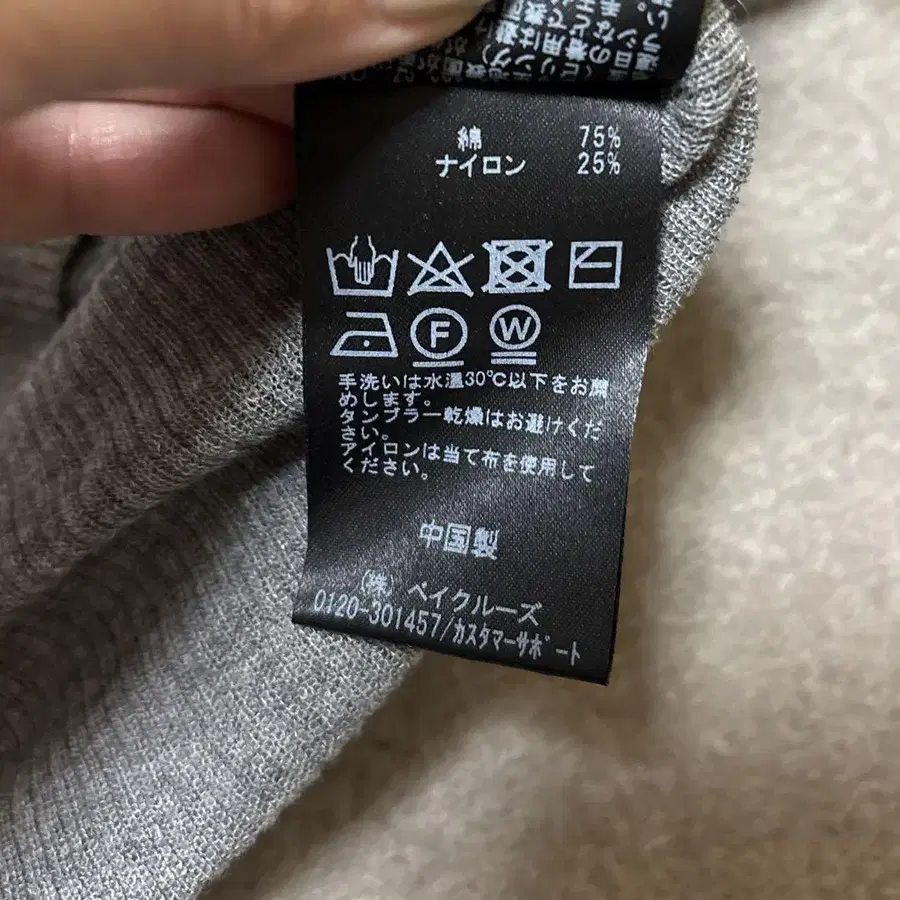 綿 75%
ナイロン 25%
F W
手洗いは水温30℃以下をお薦
めします。
タンブラー乾燥はお避けくだ
さい。
アイロンは当て布を使用して
ください。
中国製
(株) ベイクルーズ
0120-301457/カスタマーサポート